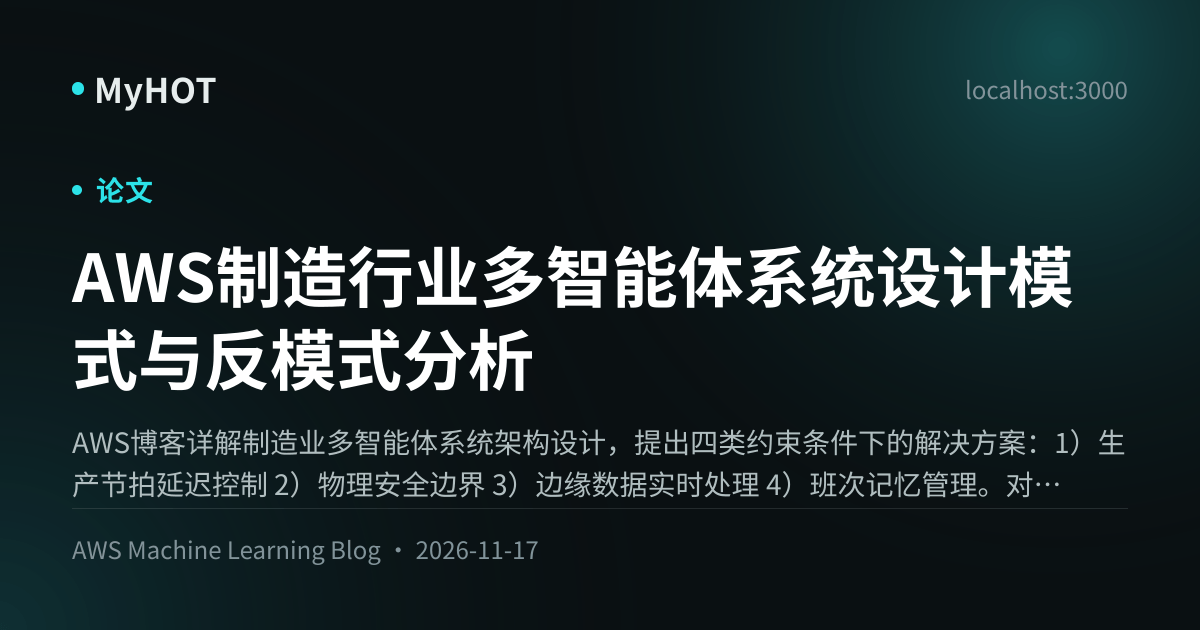 MyHOT
localhost:3000
论文
AWS制造行业多智能体系统设计模
式与反模式分析
AWS博客详解制造业多智能体系统架构设计，提出四类约束条件下的解决方案：1）生
产节拍延迟控制 2）物理安全边界 3）边缘数据实时处理 4）班次记忆管理。对…
AWS Machine Learning Blog • 2026-11-17